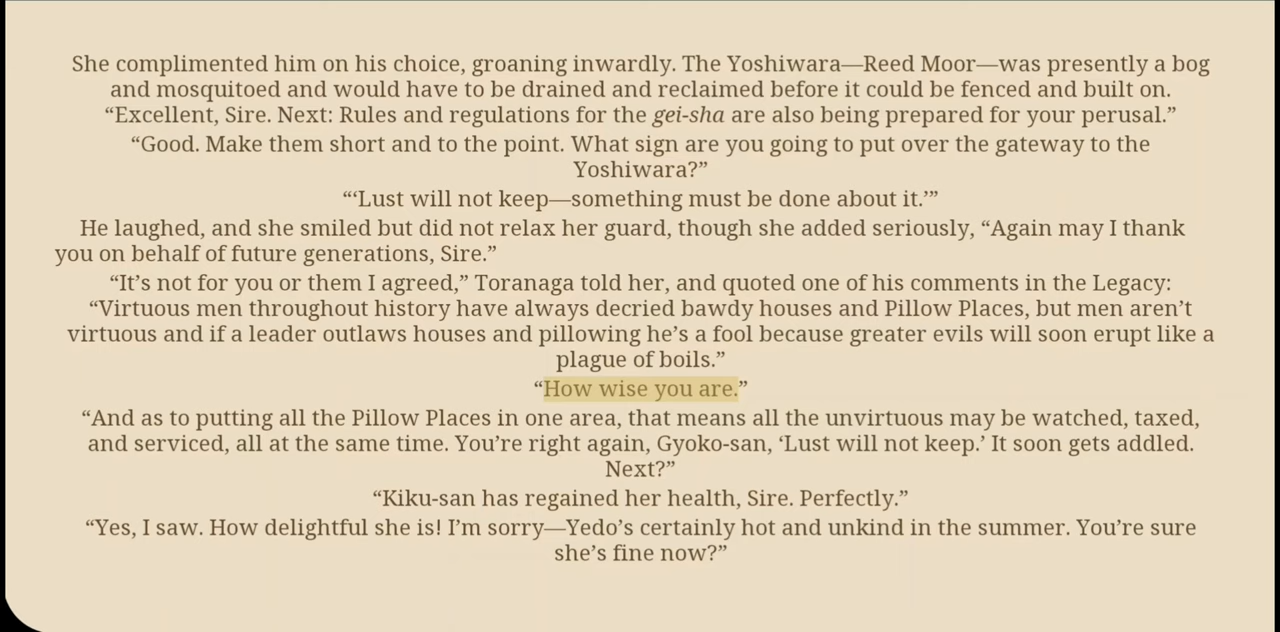 She complimented him on his choice, groaning inwardly. The Yoshiwara—Reed Moor—was presently a bog
and mosquitoed and would have to be drained and reclaimed before it could be fenced and built on.
“Excellent, Sire. Next: Rules and regulations for the gei-sha are also being prepared for your perusal.”
“Good. Make them short and to the point. What sign are you going to put over the gateway to the
Yoshiwara?”
“‘Lust will not keep—something must be done about it.’”
He laughed, and she smiled but did not relax her guard, though she added seriously, “Again may I thank
you on behalf of future generations, Sire.”
“It’s not for you or them I agreed,” Toranaga told her, and quoted one of his comments in the Legacy:
“Virtuous men throughout history have always decried bawdy houses and Pillow Places, but men aren’t
virtuous and if a leader outlaws houses and pillowing he’s a fool because greater evils will soon erupt like a
plague of boils.”
“How wise you are.”
“And as to putting all the Pillow Places in one area, that means all the unvirtuous may be watched, taxed,
and serviced, all at the same time. You’re right again, Gyoko-san, ‘Lust will not keep.’ It soon gets addled.
Next?”
“Kiku-san has regained her health, Sire. Perfectly.”
“Yes, I saw. How delightful she is! I’m sorry—Yedo’s certainly hot and unkind in the summer. You’re sure
she’s fine now?”